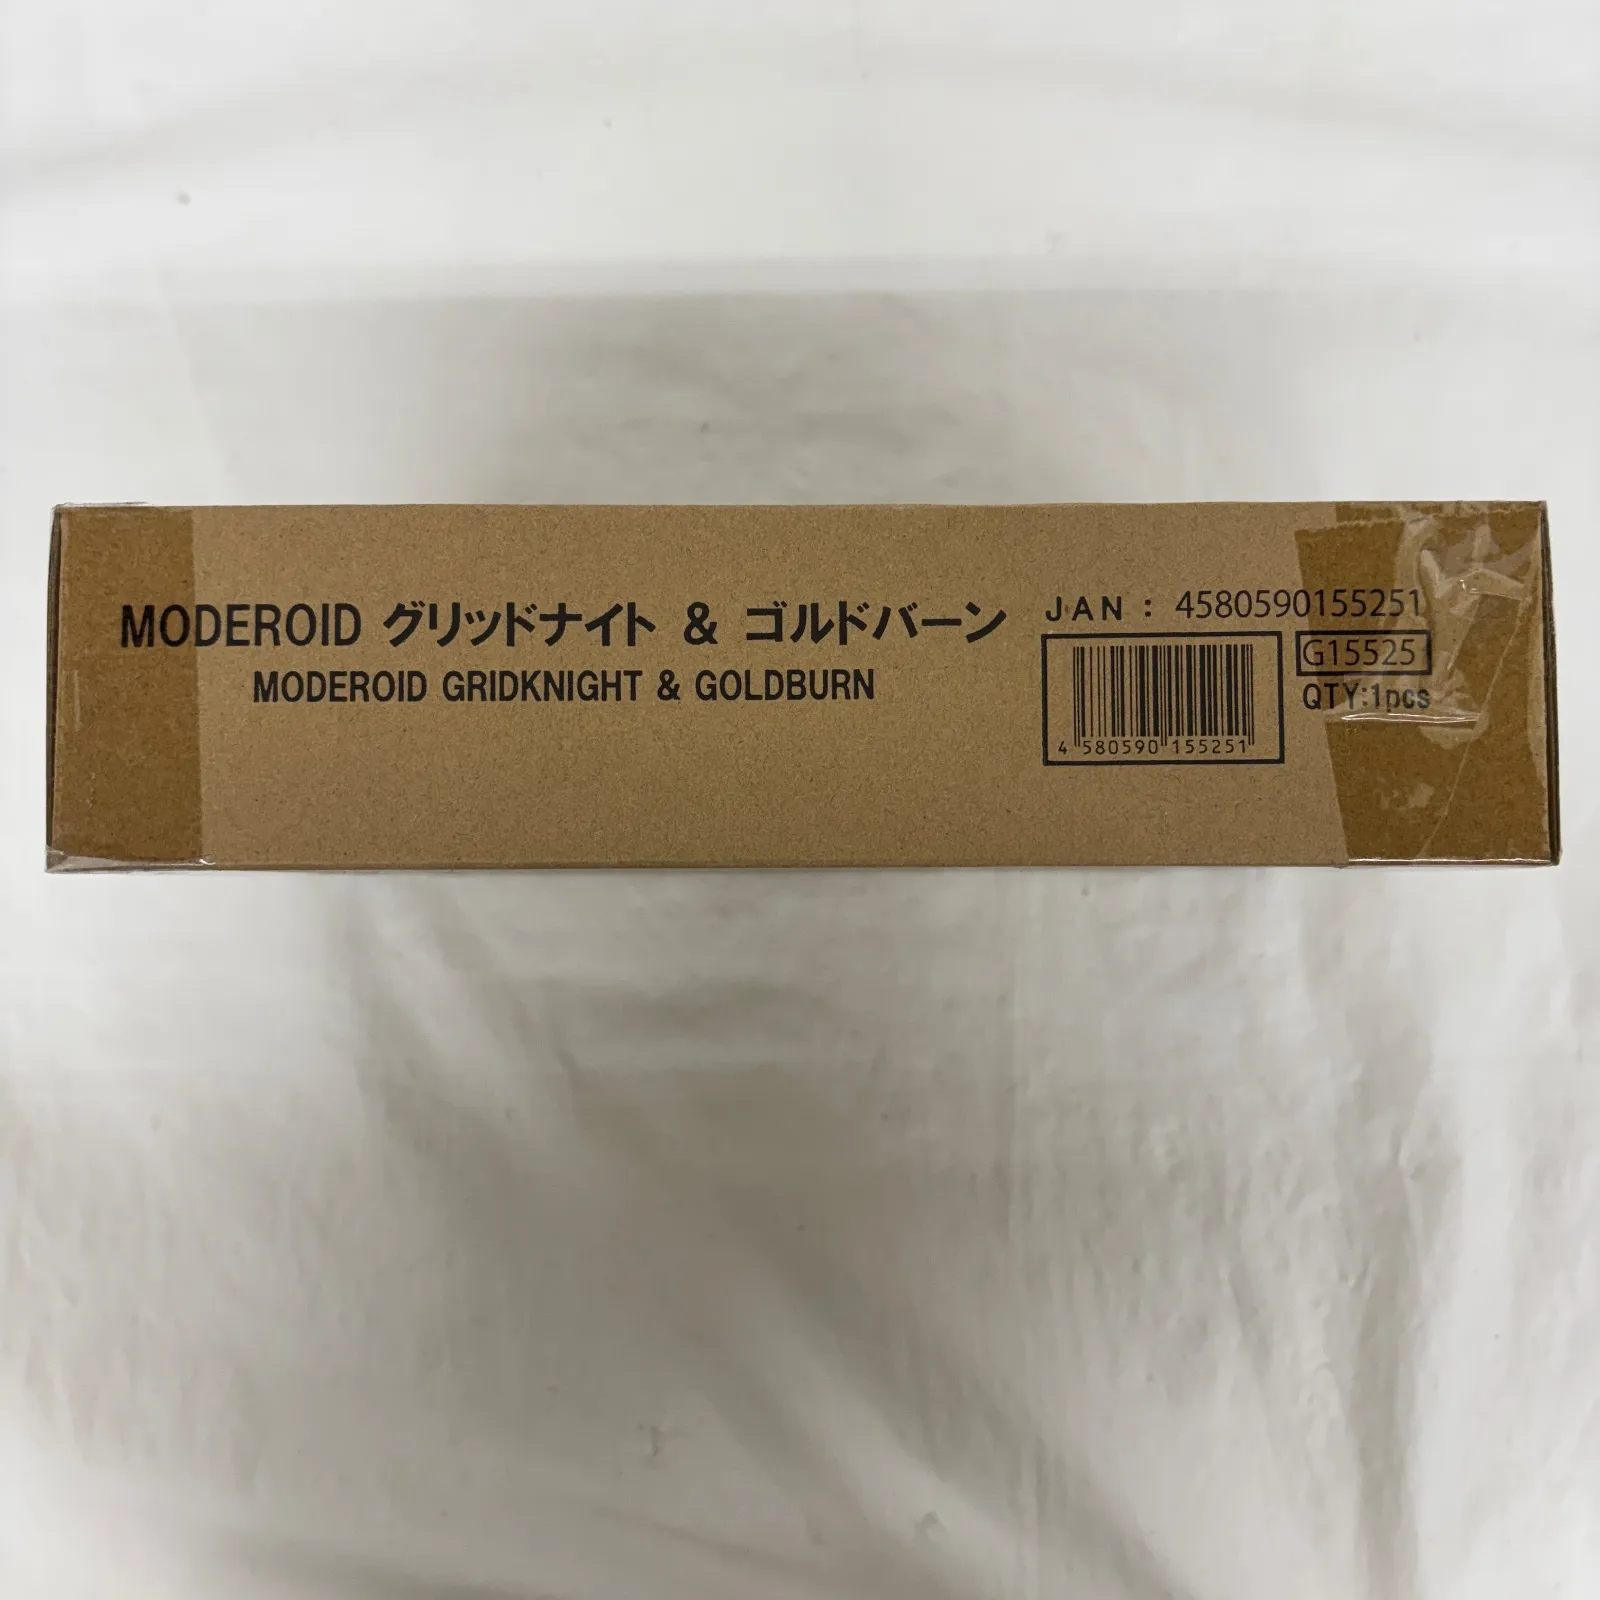 MODEROID グリッドナイト & ゴルドバーン
MODEROID GRIDKNIGHT & GOLDBURN
JAN : 4580590155251
G15525
QTY:1pcs
4 580590 155251